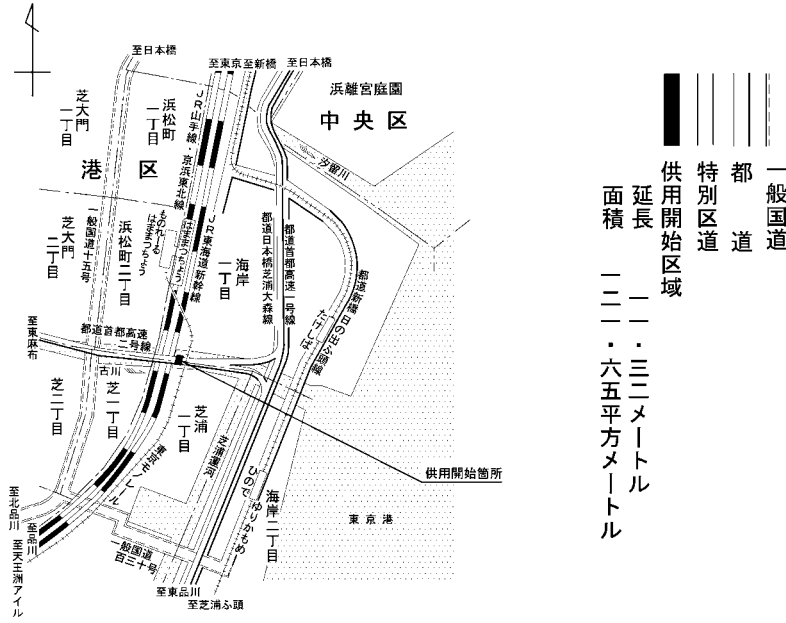 至日本橋
至東京
至新橋
至日本橋
浜離宮庭園
中央区
汐留川
芝大門
一丁目
浜松町
一丁目
JR山手線・京浜東北線
港区
芝大門
二丁目
一般国道十五号
浜松町二丁目
ものれーる
はままつちょう
はままつちょう
JR東海道新幹線
海岸
一丁目
都道日本橋芝浦大森線
都道首都高速一号線
都道新橋日の出ふ頭線
たけしば
至東麻布
都道首都高速
二号線
古川
芝二丁目
芝一丁目
芝浦
一丁目
東京モノレール
芝浦運河
ひので
ゆりかもめ
海岸二丁目
供用開始箇所
東京港
至北品川
至品川
至天王洲アイル
一般国道
百三十号
至東品川
至芝浦ふ頭
一般国道
都道
特別区道
供用開始区域
延長 一一・三二メートル
面積 一二一・六五平方メートル